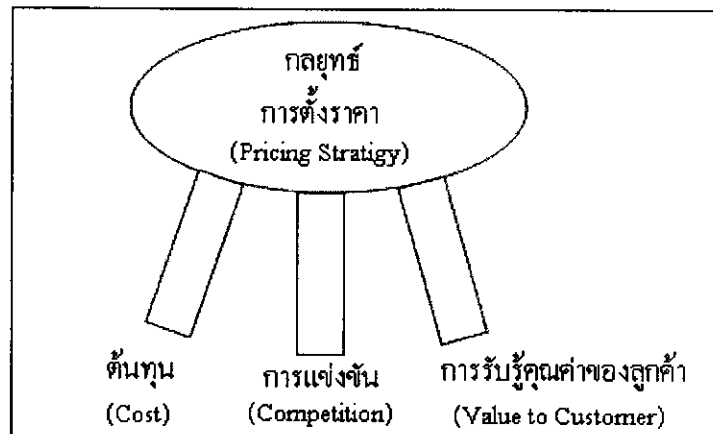 กลยุทธ์
การตั้งราคา
(Pricing Stratigy)
ต้นทุน
(Cost)
การแข่งขัน
(Competition)
การรับรู้คุณค่าของลูกค้า
(Value to Customer)